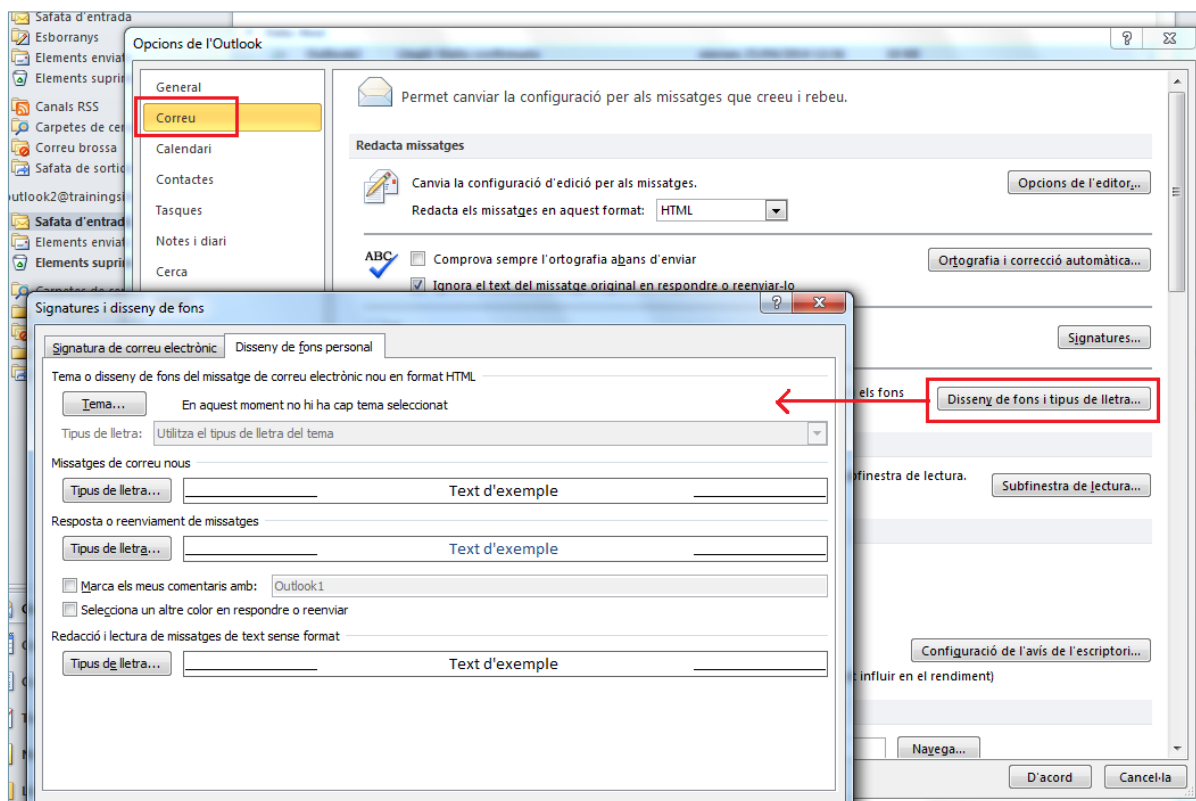 Safata d'entrada
Esborranys
Elements enviat
Elements suprin
Canals RSS
Carpetes de cer
Correu brossa
Safata de sortic
utlook2@trainingsi
Safata d'entrad
Elements enviat
Elements suprin
Opcions de l'Outlook
General
Correu
Calendari
Contactes
Tasques
Notes i diari
Cerca
Permet canviar la configuració per als missatges que creeu i rebeu.
Redacta missatges
Canvia la configuració d'edició per als missatges.
Opcions de l'editor...
Redacta els missatges en aquest format: HTML
ABC
Comprova sempre l'ortografia abans d'enviar
Ortografia i correcció automàtica...
Ignora el text del missatge original en respondre o reenviar-lo
Signatures...
els fons
Disseny de fons i tipus de lletra...
finestra de lectura.
Subfinestra de lectura...
Configuració de l'avís de l'escriptori...
influir en el rendiment)
Navega...
D'acord
Cancel·la
Signatures i disseny de fons
Signatura de correu electrònic
Disseny de fons personal
Tema o disseny de fons del missatge de correu electrònic nou en format HTML
Tema...
En aquest moment no hi ha cap tema seleccionat
Tipus de lletra: Utilitza el tipus de lletra del tema
Missatges de correu nous
Tipus de lletra...
Text d'exemple
Resposta o reenviament de missatges
Tipus de lletra...
Text d'exemple
Marca els meus comentaris amb: Outlook1
Selecciona un altre color en respondre o reenviar
Redacció i lectura de missatges de text sense format
Tipus de lletra...
Text d'exemple